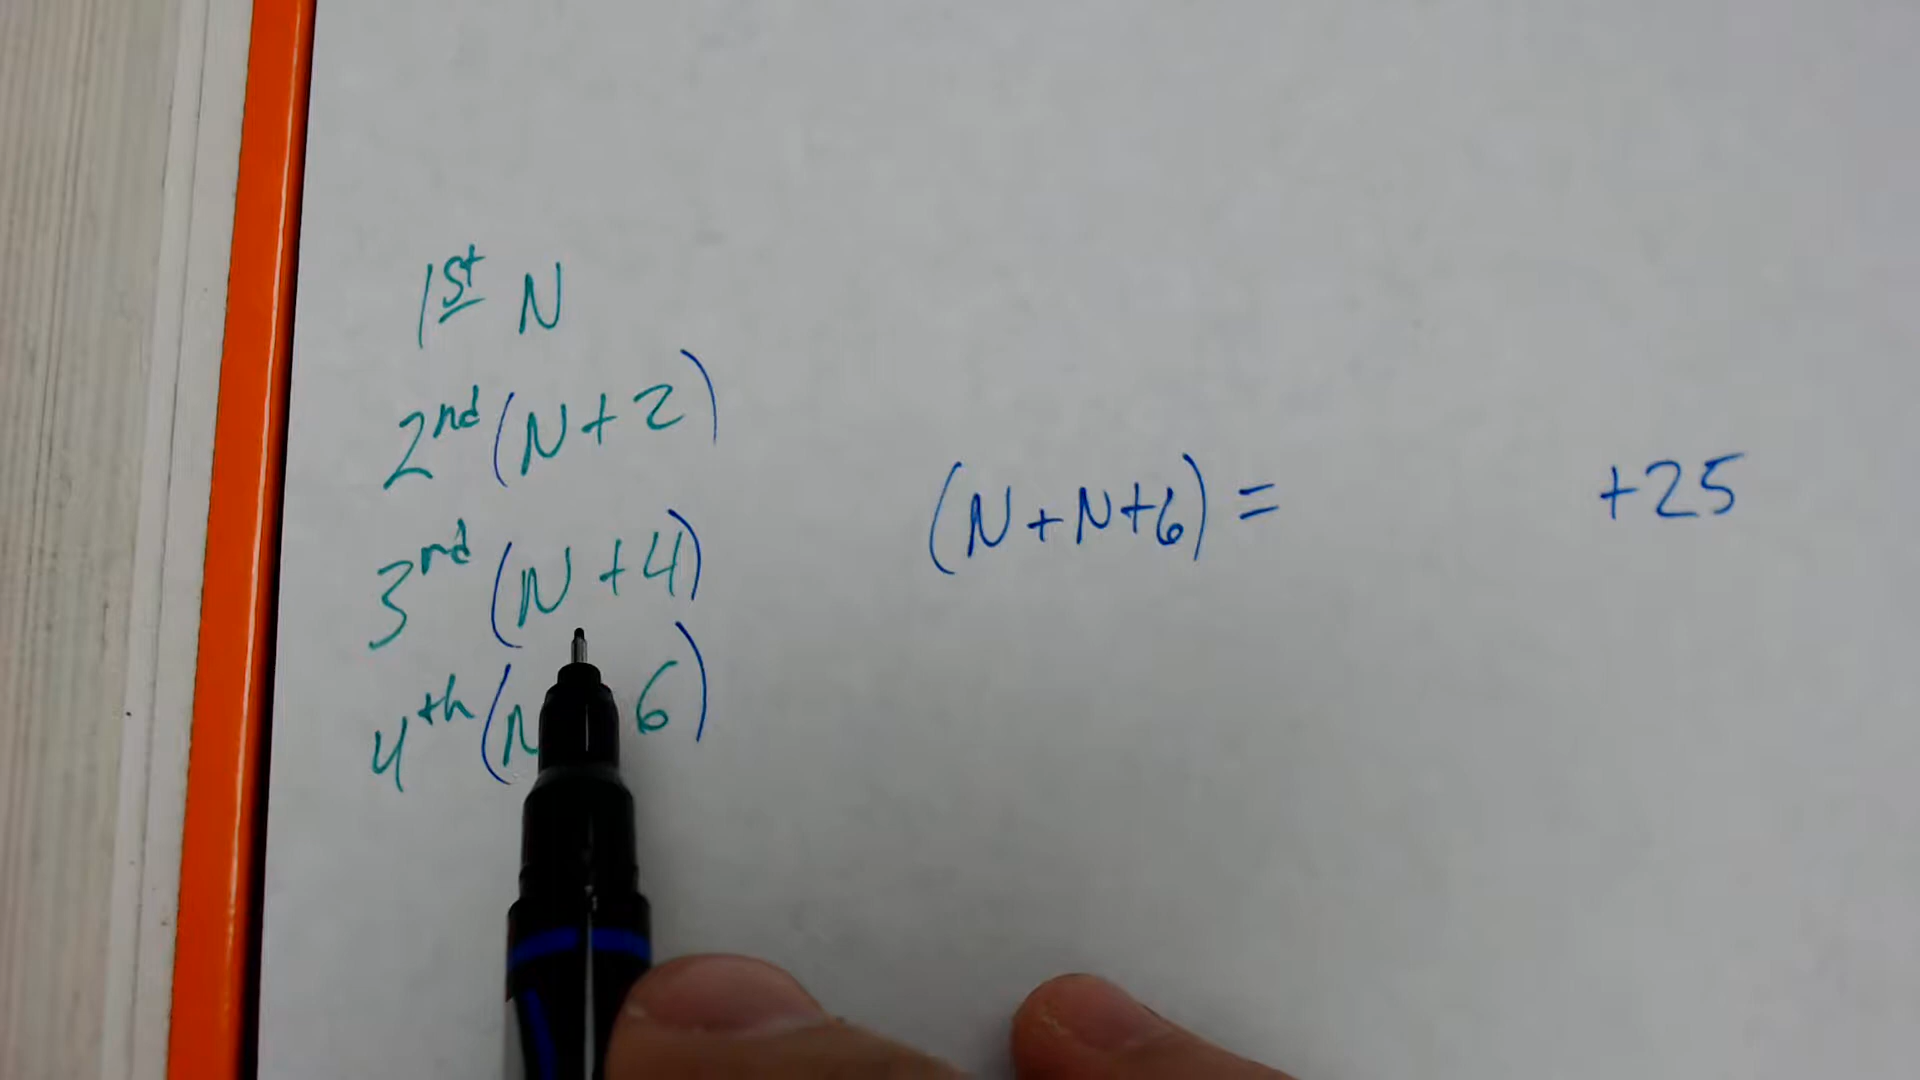 1st N
2nd (N+2)
3rd (N+4)
4th (N 6)
(N+N+6) = +25